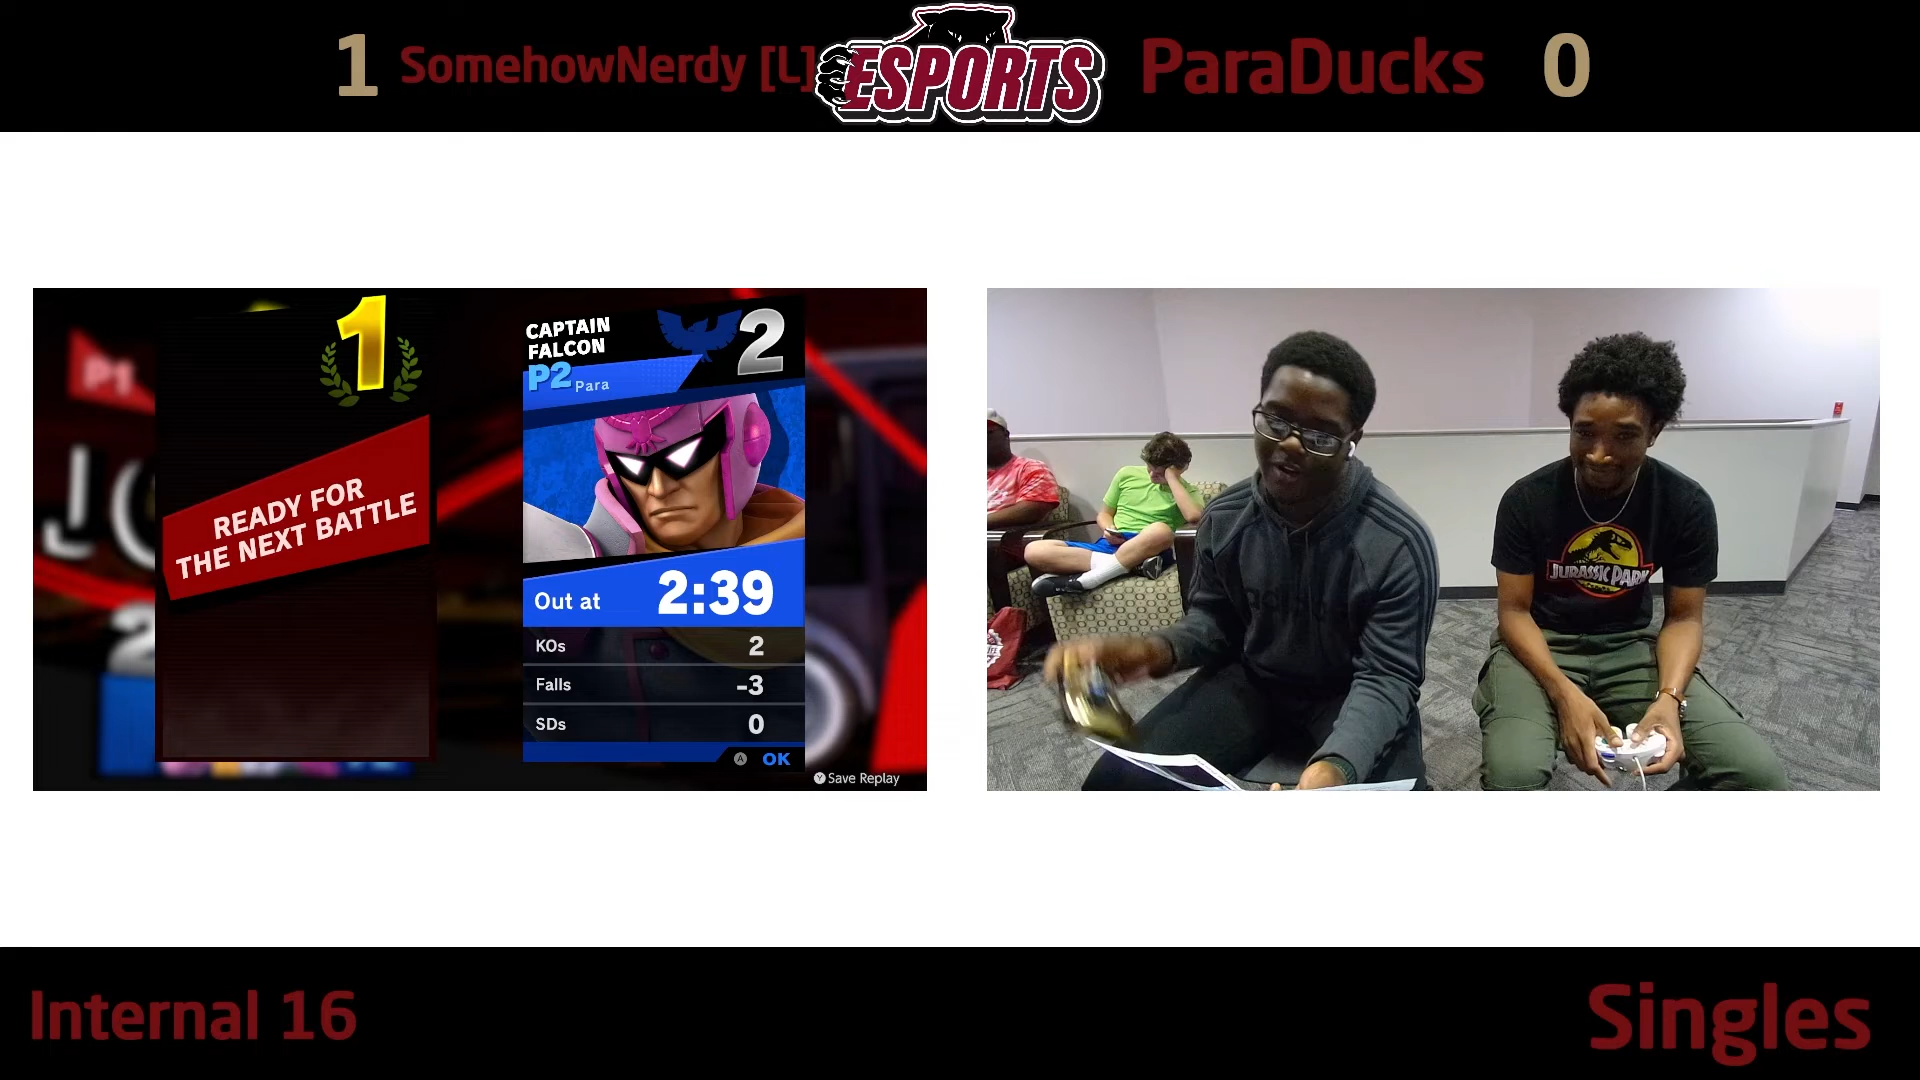 1 SomehowNerdy [L] ESPORTS ParaDucks 0
P1
1
READY FOR
THE NEXT BATTLE
CAPTAIN
FALCON
2
P2 Para
Out at 2:39
KOs 2
Falls -3
SDs 0
A OK
Y Save Replay
JURASSIC PARK
Internal 16
Singles